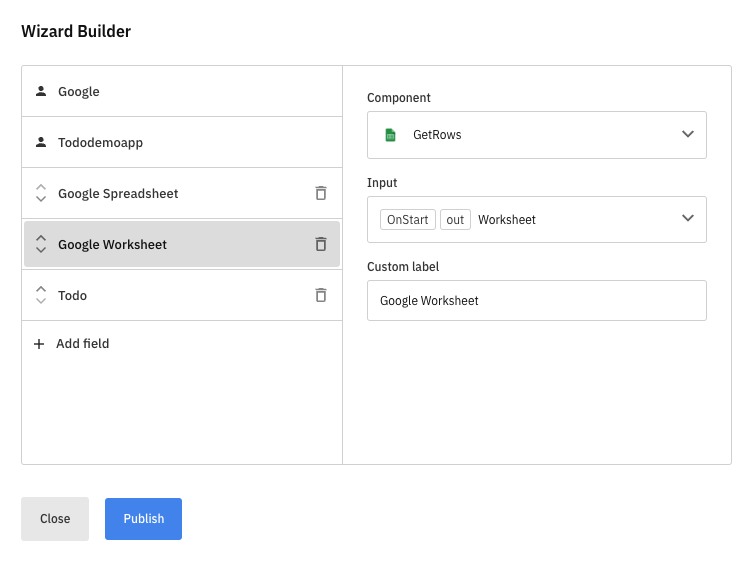 Wizard Builder
Google
Tododemoapp
Google Spreadsheet
Google Worksheet
Todo
Add field
Component
GetRows
Input
OnStart out Worksheet
Custom label
Google Worksheet
Close
Publish